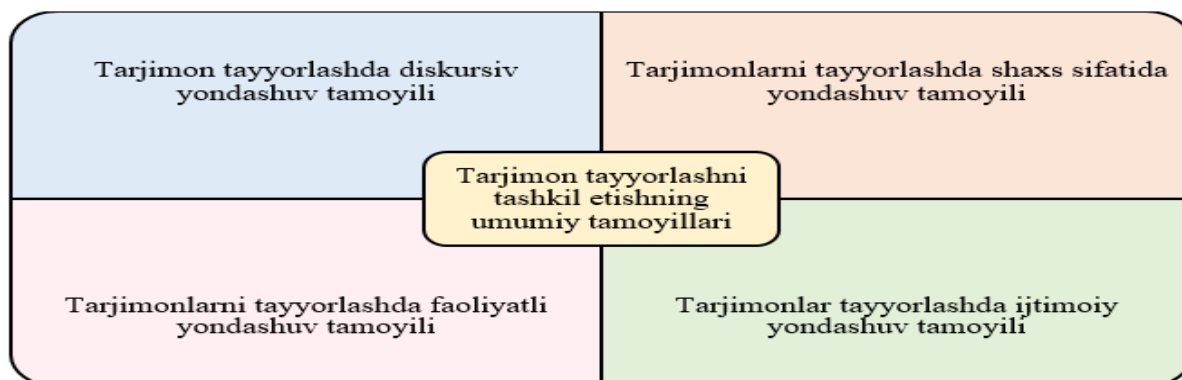 Tarjimon tayyorlashda diskursiv
yondashuv tamoyili
Tarjimonlarni tayyorlashda shaxs sifatida
yondashuv tamoyili
Tarjimon tayyorlashni
tashkil etishning
umumiy tamoyillari
Tarjimonlarni tayyorlashda faoliyatli
yondashuv tamoyili
Tarjimonlar tayyorlashda ijtimoiy
yondashuv tamoyili